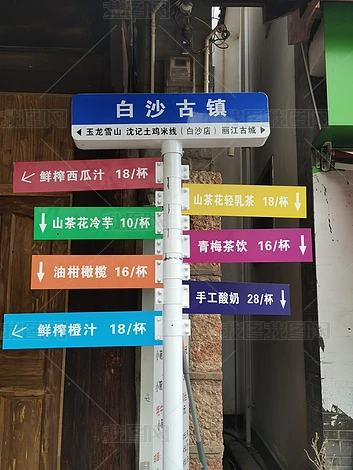 白沙古镇
玉龙雪山 沈记土鸡米线（白沙店）丽江古城
鲜榨西瓜汁 18/杯
山茶花轻乳茶 18/杯
山茶花冷芋 10/杯
青梅茶饮 16/杯
油柑橄榄 16/杯
手工酸奶 28/杯
鲜榨橙汁 18/杯